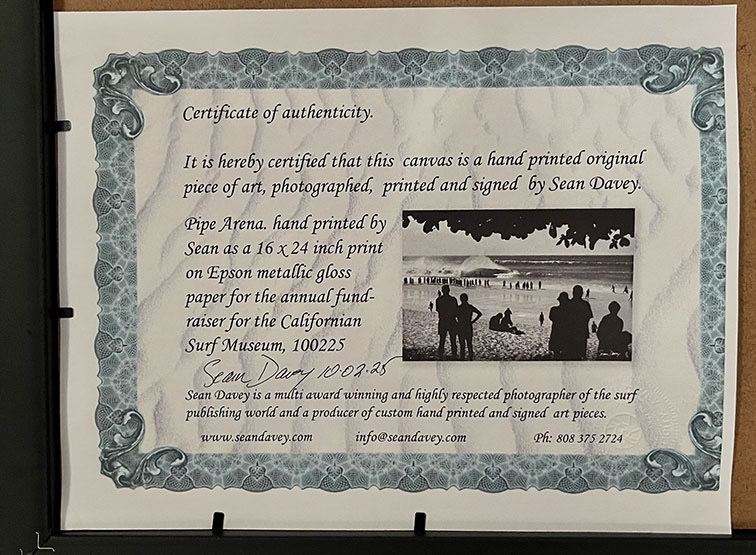 Certificate of authenticity.
It is hereby certified that this canvas is a hand printed original
piece of art, photographed, printed and signed by Sean Davey.
Pipe Arena. hand printed by
Sean as a 16 x 24 inch print
on Epson metallic gloss
paper for the annual fund-
raiser for the Californian
Surf Museum, 100225
Sean Davey 10·02·25
Sean Davey is a multi award winning and highly respected photographer of the surf
publishing world and a producer of custom hand printed and signed art pieces.
www.seandavey.com info@seandavey.com Ph: 808 375 2724